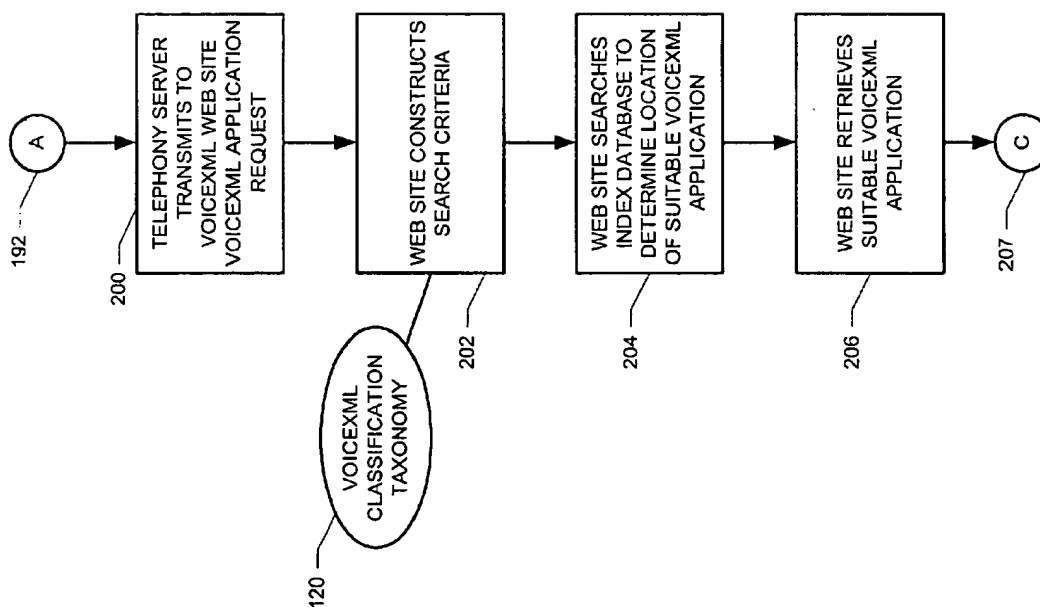 A
192
TELEPHONY SERVER
TRANSMITS TO
VOICEXML WEB SITE
VOICEXML APPLICATION
REQUEST
200
WEB SITE CONSTRUCTS
SEARCH CRITERIA
202
VOICEXML
CLASSIFICATION
TAXONOMY
120
WEB SITE SEARCHES
INDEX DATABASE TO
DETERMINE LOCATION
OF SUITABLE VOICEXML
APPLICATION
204
WEB SITE RETRIEVES
SUITABLE VOICEXML
APPLICATION
206
C
207